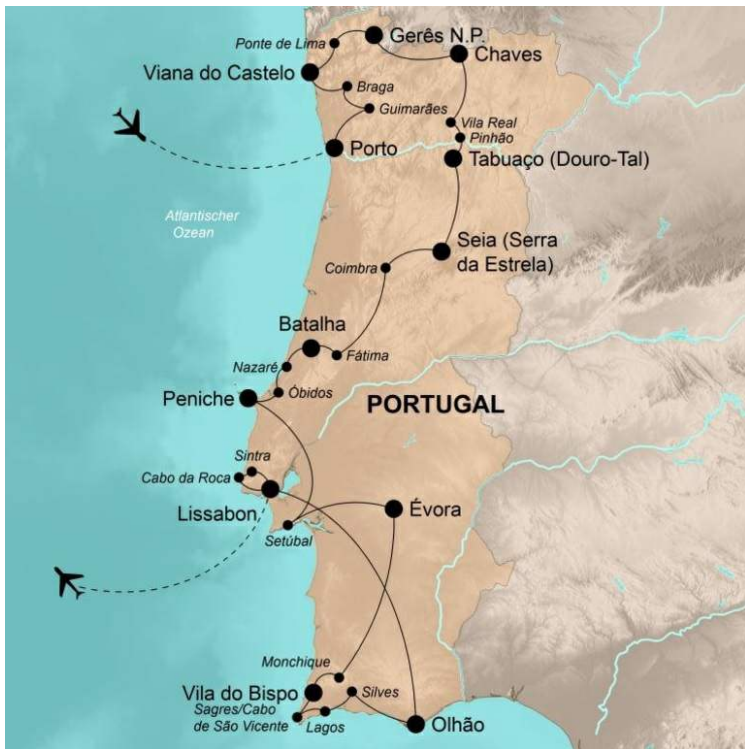 Gerês N.P.
Ponte de Lima
Chaves
Viana do Castelo
Braga
Guimarães
Vila Real
Pinhão
Porto
Tabuaço (Douro-Tal)
Atlantischer
Ozean
Seia (Serra
da Estrela)
Coimbra
Batalha
Fátima
Nazaré
Óbidos
Peniche
PORTUGAL
Sintra
Cabo da Roca
Lissabon
Évora
Setúbal
Monchique
Vila do Bispo
Silves
Sagres/Cabo
de São Vicente
Lagos
Olhão